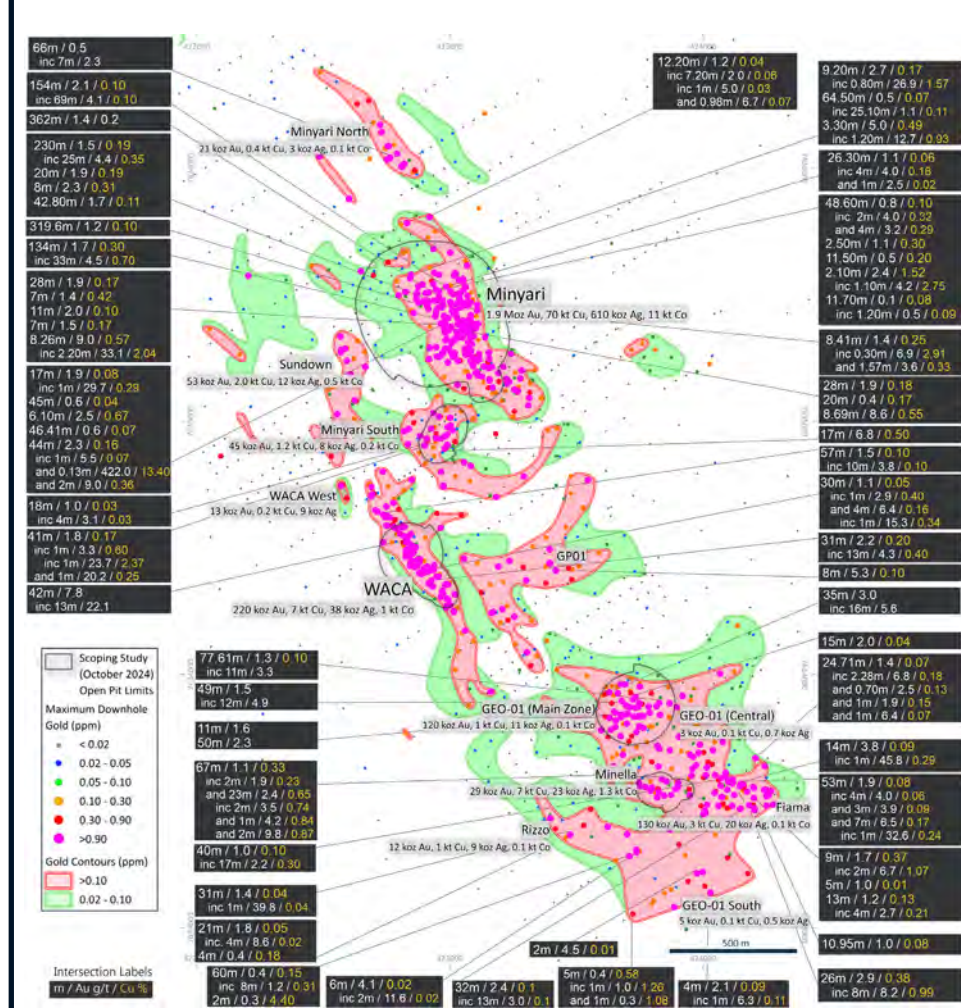 66m / 0.5
inc 7m / 2.3
154m / 2.1 / 0.10
inc 69m / 4.1 / 0.10
362m / 1.4 / 0.2
230m / 1.5 / 0.19
inc 25m / 4.4 / 0.35
20m / 1.9 / 0.19
8m / 2.3 / 0.31
42.80m / 1.7 / 0.11
319.6m / 1.2 / 0.10
134m / 1.7 / 0.30
inc 33m / 4.5 / 0.70
28m / 1.9 / 0.17
7m / 1.4 / 0.42
11m / 2.0 / 0.10
7m / 1.5 / 0.17
8.26m / 9.0 / 0.57
inc 2.20m / 33.1 / 2.04
17m / 1.9 / 0.08
inc 1m / 29.7 / 0.29
45m / 0.6 / 0.04
6.10m / 2.5 / 0.67
46.41m / 0.6 / 0.07
44m / 2.3 / 0.16
inc 1m / 5.5 / 0.07
and 0.13m / 422.0 / 13.40
and 2m / 9.0 / 0.36
18m / 1.0 / 0.03
inc 4m / 3.1 / 0.03
41m / 1.8 / 0.17
inc 1m / 3.3 / 0.60
inc 1m / 23.7 / 2.37
and 1m / 20.2 / 0.25
42m / 7.8
inc 13m / 22.1
12.20m / 1.2 / 0.04
inc 7.20m / 2.0 / 0.06
inc 1m / 5.0 / 0.03
and 0.98m / 6.7 / 0.07
9.20m / 2.7 / 0.17
inc 0.80m / 26.9 / 1.57
64.50m / 0.5 / 0.07
inc 25.10m / 1.1 / 0.11
3.30m / 5.0 / 0.49
inc 1.20m / 12.7 / 0.93
26.30m / 1.1 / 0.06
inc 4m / 4.0 / 0.18
and 1m / 2.5 / 0.02
48.60m / 0.8 / 0.10
inc 2m / 4.0 / 0.32
and 4m / 3.2 / 0.29
2.50m / 1.1 / 0.30
11.50m / 0.5 / 0.20
2.10m / 2.4 / 1.52
inc 1.10m / 4.2 / 2.75
11.70m / 0.1 / 0.08
inc 1.20m / 0.5 / 0.09
8.41m / 1.4 / 0.25
inc 0.30m / 6.9 / 2.91
and 1.57m / 3.6 / 0.33
28m / 1.9 / 0.18
20m / 0.4 / 0.17
8.69m / 8.6 / 0.55
17m / 6.8 / 0.50
57m / 1.5 / 0.10
inc 10m / 3.8 / 0.10
30m / 1.1 / 0.05
inc 1m / 2.9 / 0.40
and 4m / 6.4 / 0.16
inc 1m / 15.3 / 0.34
31m / 2.2 / 0.20
inc 13m / 4.3 / 0.40
8m / 5.3 / 0.10
35m / 3.0
inc 16m / 5.6
15m / 2.0 / 0.04
24.71m / 1.4 / 0.07
inc 2.28m / 6.8 / 0.18
and 0.70m / 2.5 / 0.13
and 1m / 1.9 / 0.15
and 1m / 6.4 / 0.07
14m / 3.8 / 0.09
inc 1m / 45.8 / 0.29
53m / 1.9 / 0.08
inc 4m / 4.0 / 0.06
and 3m / 3.9 / 0.09
and 7m / 6.5 / 0.17
inc 1m / 32.6 / 0.24
9m / 1.7 / 0.37
inc 2m / 6.7 / 1.07
5m / 1.0 / 0.01
13m / 1.2 / 0.13
inc 4m / 2.7 / 0.21
10.95m / 1.0 / 0.08
26m / 2.9 / 0.38
inc 8m / 8.2 / 0.99
Minyari North
21 koz Au, 0.4 kt Cu, 3 koz Ag, 0.1 kt Co
Minyari
1.9 Moz Au, 70 kt Cu, 610 koz Ag, 11 kt Co
Sundown
53 koz Au, 2.0 kt Cu, 12 koz Ag, 0.5 kt Co
Minyari South
45 koz Au, 1.2 kt Cu, 8 koz Ag, 0.2 kt Co
WACA West
13 koz Au, 0.2 kt Cu, 9 koz Ag
GP01
WACA
220 koz Au, 7 kt Cu, 38 koz Ag, 1 kt Co
GEO-01 (Main Zone)
120 koz Au, 1 kt Cu, 11 koz Ag, 0.1 kt Co
GEO-01 (Central)
3 koz Au, 0.1 kt Cu, 0.7 koz Ag
Minella
29 koz Au, 7 kt Cu, 23 koz Ag, 1.3 kt Co
Fiama
130 koz Au, 3 kt Cu, 20 koz Ag, 0.1 kt Co
Rizzo
12 koz Au, 1 kt Cu, 9 koz Ag, 0.1 kt Co
GEO-01 South
5 koz Au, 0.1 kt Cu, 0.5 koz Ag
500 m
77.61m / 1.3 / 0.10
inc 11m / 3.3
49m / 1.5
inc 12m / 4.9
11m / 1.6
50m / 2.3
67m / 1.1 / 0.33
inc 2m / 1.9 / 0.23
and 23m / 2.4 / 0.65
inc 2m / 3.5 / 0.74
and 1m / 4.2 / 0.84
and 2m / 9.8 / 0.87
40m / 1.0 / 0.10
inc 17m / 2.2 / 0.30
31m / 1.4 / 0.04
inc 1m / 39.8 / 0.04
21m / 1.8 / 0.05
inc. 4m / 8.6 / 0.02
4m / 0.4 / 0.18
60m / 0.4 / 0.15
inc 8m / 1.2 / 0.31
2m / 0.3 / 4.40
6m / 4.1 / 0.02
inc 2m / 11.6 / 0.02
32m / 2.4 / 0.1
inc 13m / 3.0 / 0.1
2m / 4.5 / 0.01
5m / 0.4 / 0.58
inc 1m / 1.0 / 1.26
and 1m / 0.3 / 1.08
4m / 2.1 / 0.09
inc 1m / 6.3 / 0.11
Scoping Study
(October 2024)
Open Pit Limits
Maximum Downhole
Gold (ppm)
< 0.02
0.02 - 0.05
0.05 - 0.10
0.10 - 0.30
0.30 - 0.90
>0.90
Gold Contours (ppm)
>0.10
0.02 - 0.10
Intersection Labels
m / Au g/t / Cu %